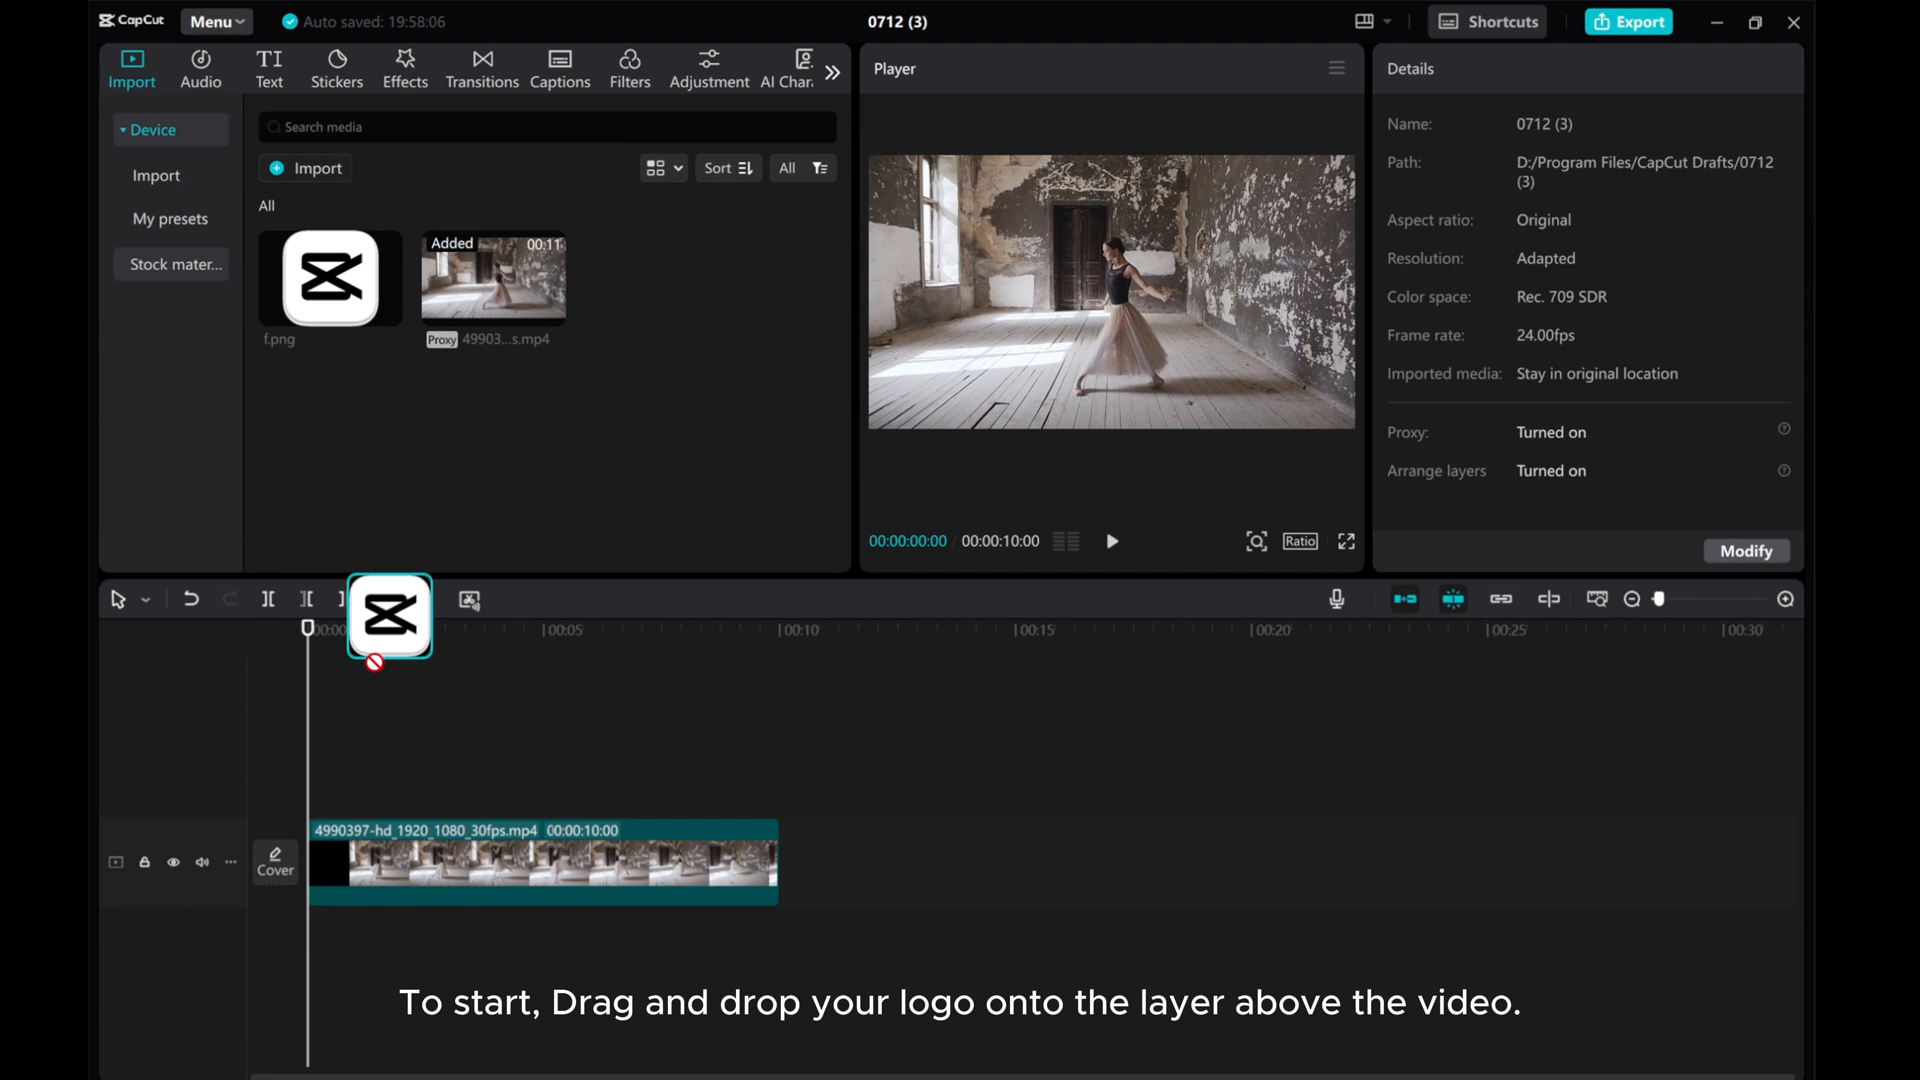 CapCut
Menu
Auto saved: 19:58:06
0712 (3)
Shortcuts
Export
Import
Audio
TI
Text
Stickers
Effects
Transitions
Captions
Filters
Adjustment
AI Char
Player
Details
Device
Import
My presets
Stock mater...
Search media
Import
Sort
All
All
Added
00:11
f.png
Proxy 49903...s.mp4
Name: 0712 (3)
Path: D:/Program Files/CapCut Drafts/0712
(3)
Aspect ratio: Original
Resolution: Adapted
Color space: Rec. 709 SDR
Frame rate: 24.00fps
Imported media: Stay in original location
Proxy: Turned on
Arrange layers Turned on
Modify
00:00:00:00 00:00:10:00
Ratio
00:00
00:05
00:10
00:15
00:20
00:25
00:30
4990397-hd_1920_1080_30fps.mp4 00:00:10:00
Cover
To start, Drag and drop your logo onto the layer above the video.